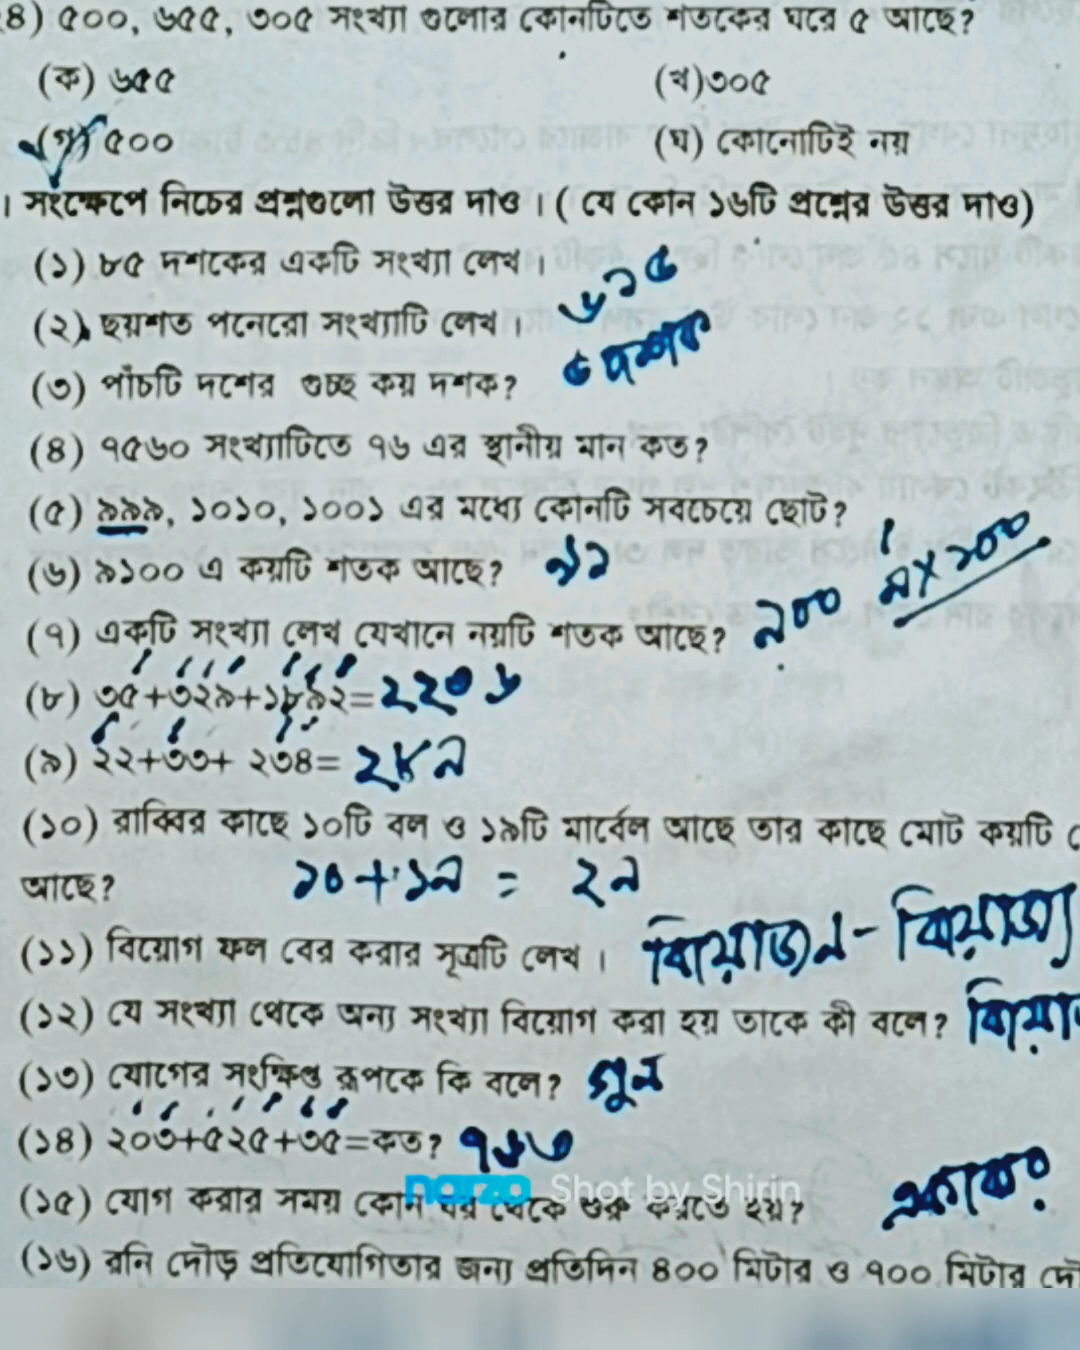 ৪) ৫০০, ৬৫৫, ৩০৫ সংখ্যা গুলোর কোনটিতে শতকের ঘরে ৫ আছে?
(ক) ৬৫৫ (খ)৩০৫
(গ) ৫০০ (ঘ) কোনোটিই নয়
। সংক্ষেপে নিচের প্রশ্নগুলো উত্তর দাও। ( যে কোন ১৬টি প্রশ্নের উত্তর দাও)
(১) ৮৫ দশকের একটি সংখ্যা লেখ।
(২) ছয়শত পনেরো সংখ্যাটি লেখ। ৬১৫
(৩) পাঁচটি দশের গুচ্ছ কয় দশক? ৫ দশক
(৪) ৭৫৬০ সংখ্যাটিতে ৭৬ এর স্থানীয় মান কত?
(৫) ৯৯৯, ১০১০, ১০০১ এর মধ্যে কোনটি সবচেয়ে ছোট?
(৬) ৯১০০ এ কয়টি শতক আছে? ৯১
(৭) একটি সংখ্যা লেখ যেখানে নয়টি শতক আছে? ৯০০ ৯×১০০
(৮) ৩৫+৩২৯+১৮৪২= ২২০৬
(৯) ২২+৩৩+ ২৩৪= ২৮৯
(১০) রাব্বির কাছে ১০টি বল ও ১৯টি মার্বেল আছে তার কাছে মোট কয়টি
আছে? ১০+১৯ = ২৯
(১১) বিয়োগ ফল বের করার সূত্রটি লেখ। বিয়োজন - বিয়োজ্য
(১২) যে সংখ্যা থেকে অন্য সংখ্যা বিয়োগ করা হয় তাকে কী বলে?
(১৩) যোগের সংক্ষিপ্ত রূপকে কি বলে? গুন
(১৪) ২০৩+৫২৫+৩৫=কত? ৭৬৩
narzo Shot by Shirin
(১৫) যোগ করার সময় কোন ঘর থেকে শুরু করতে হয়? একক
(১৬) রনি দৌড় প্রতিযোগিতার জন্য প্রতিদিন ৪০০ মিটার ও ৭০০ মিটার